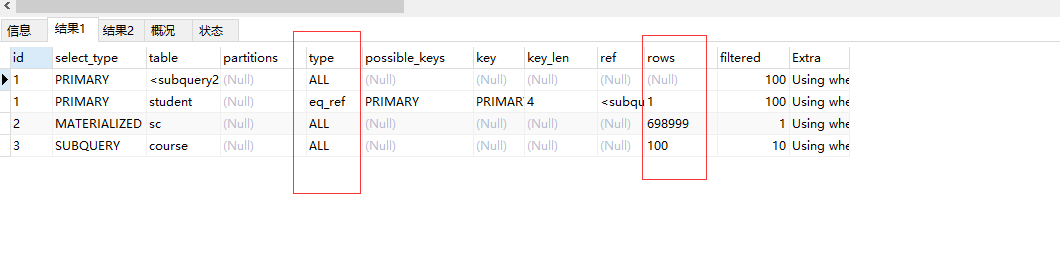 信息 结果1 结果2 概况 状态
id select_type table partitions type possible_keys key key_len ref rows filtered Extra
1 PRIMARY <subquery2 (Null) ALL (Null) (Null) (Null) (Null) (Null) 100 Using whe
1 PRIMARY student (Null) eq_ref PRIMARY PRIMAR 4 <subqu 1 100 Using whe
2 MATERIALIZED sc (Null) ALL (Null) (Null) (Null) (Null) 698999 1 Using whe
3 SUBQUERY course (Null) ALL (Null) (Null) (Null) (Null) 100 10 Using whe